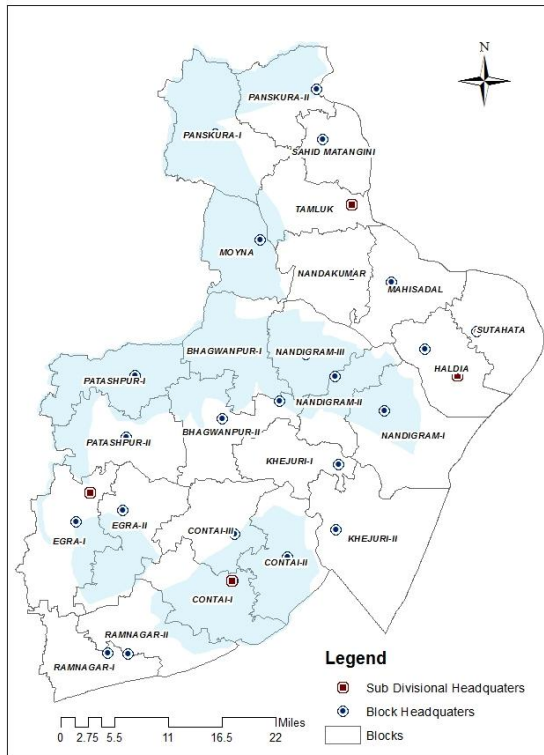 N
PANSKURA-II
PANSKURA-I
SAHID MATANGINI
TAMLUK
MOYNA
NANDAKUMAR
MAHISADAL
SUTAHATA
BHAGWANPUR-I
NANDIGRAM-III
HALDIA
PATASHPUR-I
NANDIGRAM-II
BHAGWANPUR-II
NANDIGRAM-I
PATASHPUR-II
KHEJURI-I
EGRA-II
CONTAI-III
KHEJURI-II
EGRA-I
CONTAI-II
CONTAI-I
RAMNAGAR-II
RAMNAGAR-I
Legend
Sub Divisional Headquaters
Block Headquaters
Blocks
Miles
0 2.75 5.5 11 16.5 22